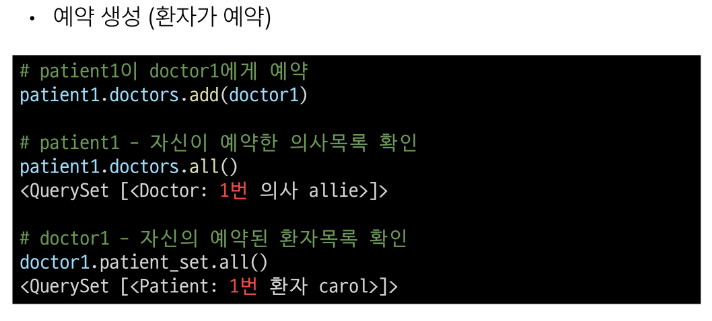 • 예약 생성 (환자가 예약)
# patient1이 doctor1에게 예약
patient1.doctors.add(doctor1)
# patient1 - 자신이 예약한 의사목록 확인
patient1.doctors.all()
<QuerySet [<Doctor: 1번 의사 allie>]>
# doctor1 - 자신의 예약된 환자목록 확인
doctor1.patient_set.all()
<QuerySet [<Patient: 1번 환자 carol>]>